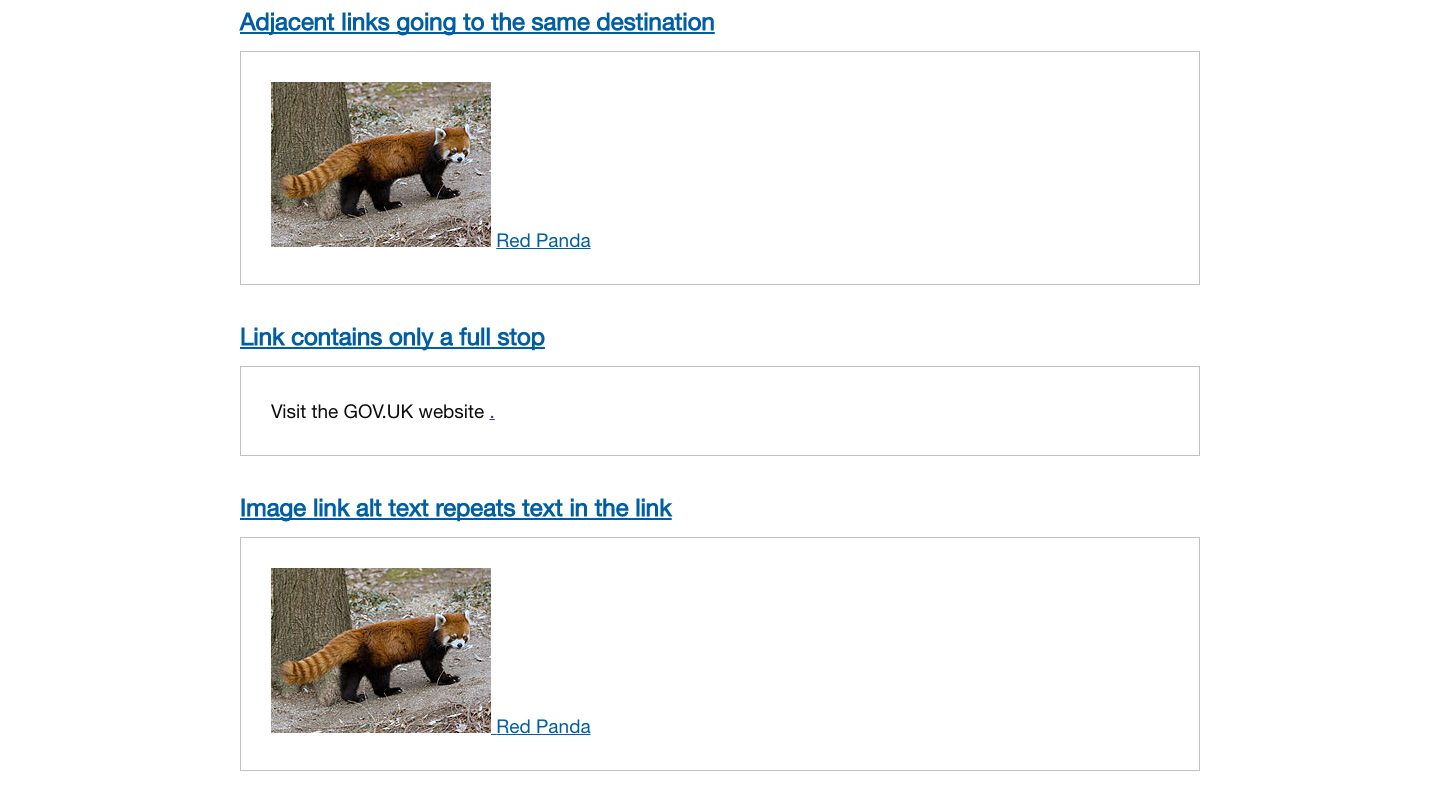 Adjacent links going to the same destination
Red Panda
Link contains only a full stop
Visit the GOV.UK website .
Image link alt text repeats text in the link
Red Panda